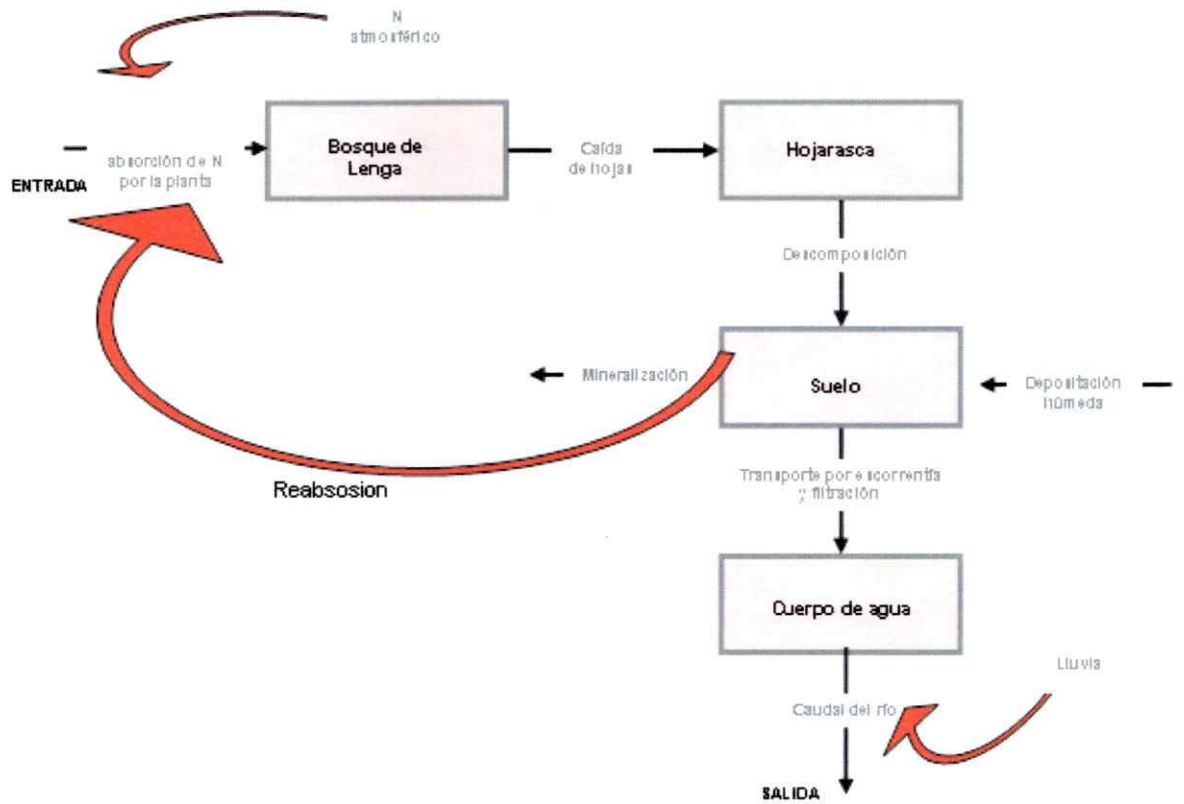 N
atmosférico
absorción de N
por la planta
ENTRADA
Bosque de
Lenga
Caída
de hojas
Hojarasca
Descomposición
Mineralización
Suelo
Depositación
húmeda
Reabsosion
Transporte por escorrentía
y filtración
Cuerpo de agua
Lluvia
Caudal del río
SALIDA